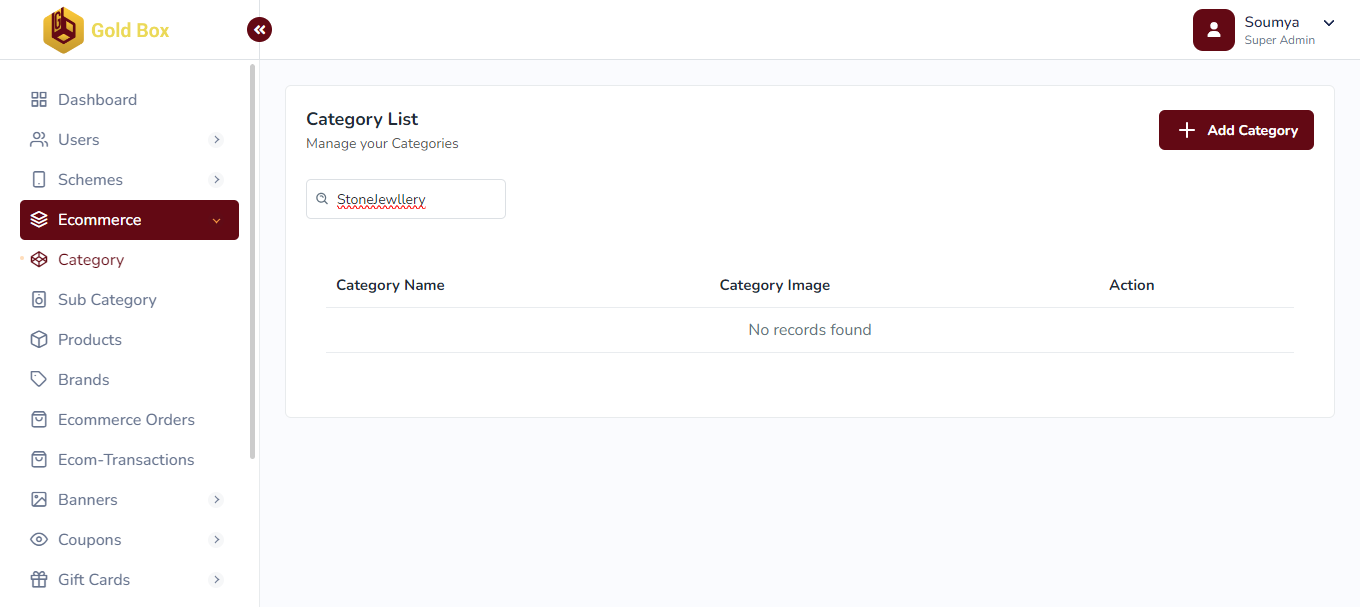 Gold Box
Soumya
Super Admin
Dashboard
Users
Schemes
Ecommerce
Category
Sub Category
Products
Brands
Ecommerce Orders
Ecom-Transactions
Banners
Coupons
Gift Cards
Category List
Manage your Categories
Add Category
StoneJewllery
Category Name Category Image Action
No records found